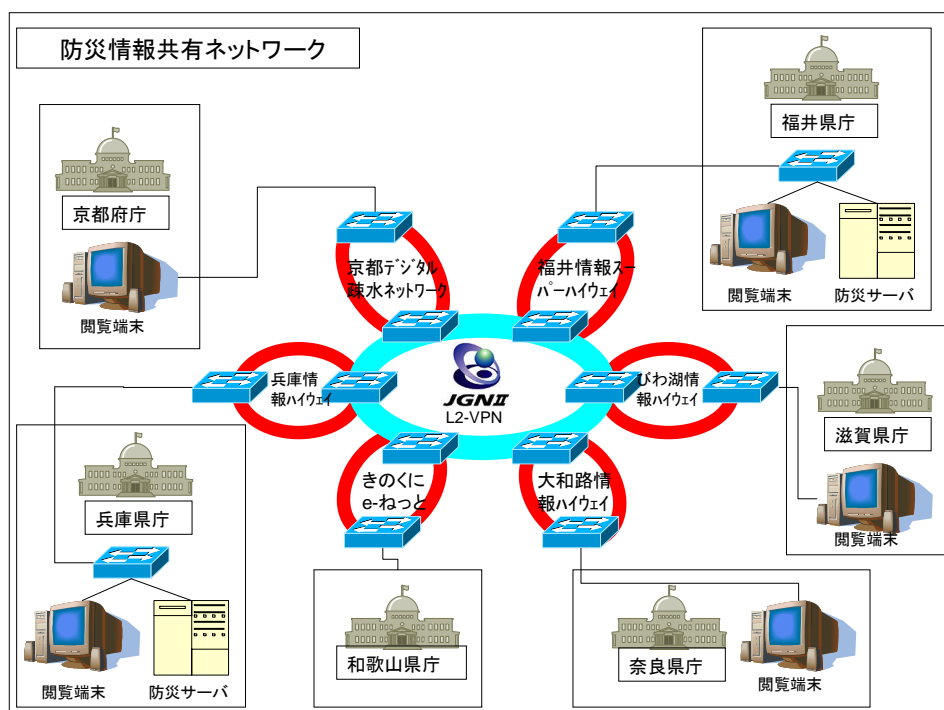 防災情報共有ネットワーク
福井県庁
閲覧端末
防災サーバ
京都府庁
閲覧端末
京都デジタル
疎水ネットワーク
福井情報スー
パーハイウェイ
兵庫情
報ハイウェイ
JGNII
L2-VPN
びわ湖情
報ハイウェイ
滋賀県庁
閲覧端末
きのくに
e-ねっと
大和路情
報ハイウェイ
兵庫県庁
閲覧端末
防災サーバ
和歌山県庁
奈良県庁
閲覧端末